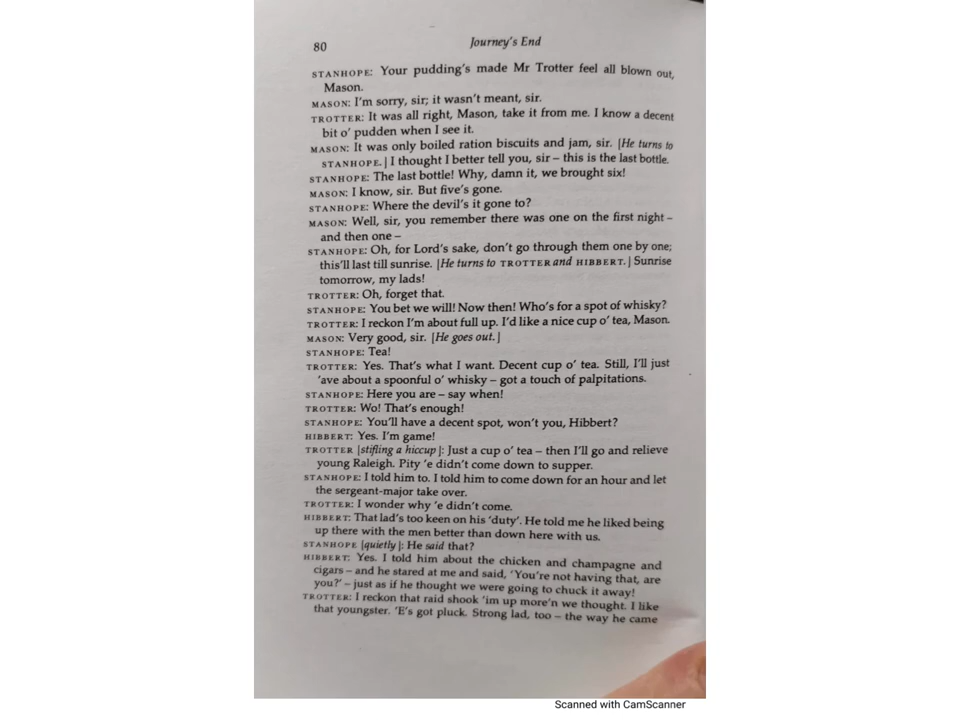 80 Journey's End
STANHOPE: Your pudding's made Mr Trotter feel all blown out,
Mason.
MASON: I'm sorry, sir; it wasn't meant, sir.
TROTTER: It was all right, Mason, take it from me. I know a decent
bit o' pudden when I see it.
MASON: It was only boiled ration biscuits and jam, sir. [He turns to
STANHOPE.] I thought I better tell you, sir – this is the last bottle.
STANHOPE: The last bottle! Why, damn it, we brought six!
MASON: I know, sir. But five's gone.
STANHOPE: Where the devil's it gone to?
MASON: Well, sir, you remember there was one on the first night –
and then one –
STANHOPE: Oh, for Lord's sake, don't go through them one by one;
this'll last till sunrise. [He turns to TROTTER and HIBBERT.] Sunrise
tomorrow, my lads!
TROTTER: Oh, forget that.
STANHOPE: You bet we will! Now then! Who's for a spot of whisky?
TROTTER: I reckon I'm about full up. I'd like a nice cup o' tea, Mason.
MASON: Very good, sir. [He goes out.]
STANHOPE: Tea!
TROTTER: Yes. That's what I want. Decent cup o' tea. Still, I'll just
'ave about a spoonful o' whisky – got a touch of palpitations.
STANHOPE: Here you are – say when!
TROTTER: Wo! That's enough!
STANHOPE: You'll have a decent spot, won't you, Hibbert?
HIBBERT: Yes. I'm game!
TROTTER [stifling a hiccup]: Just a cup o' tea – then I'll go and relieve
young Raleigh. Pity 'e didn't come down to supper.
STANHOPE: I told him to. I told him to come down for an hour and let
the sergeant-major take over.
TROTTER: I wonder why 'e didn't come.
HIBBERT: That lad's too keen on his 'duty'. He told me he liked being
up there with the men better than down here with us.
STANHOPE [quietly]: He said that?
HIBBERT: Yes. I told him about the chicken and champagne and
cigars – and he stared at me and said, 'You're not having that, are
you?' – just as if he thought we were going to chuck it away!
TROTTER: I reckon that raid shook 'im up more'n we thought. I like
that youngster. 'E's got pluck. Strong lad, too – the way he came
Scanned with CamScanner